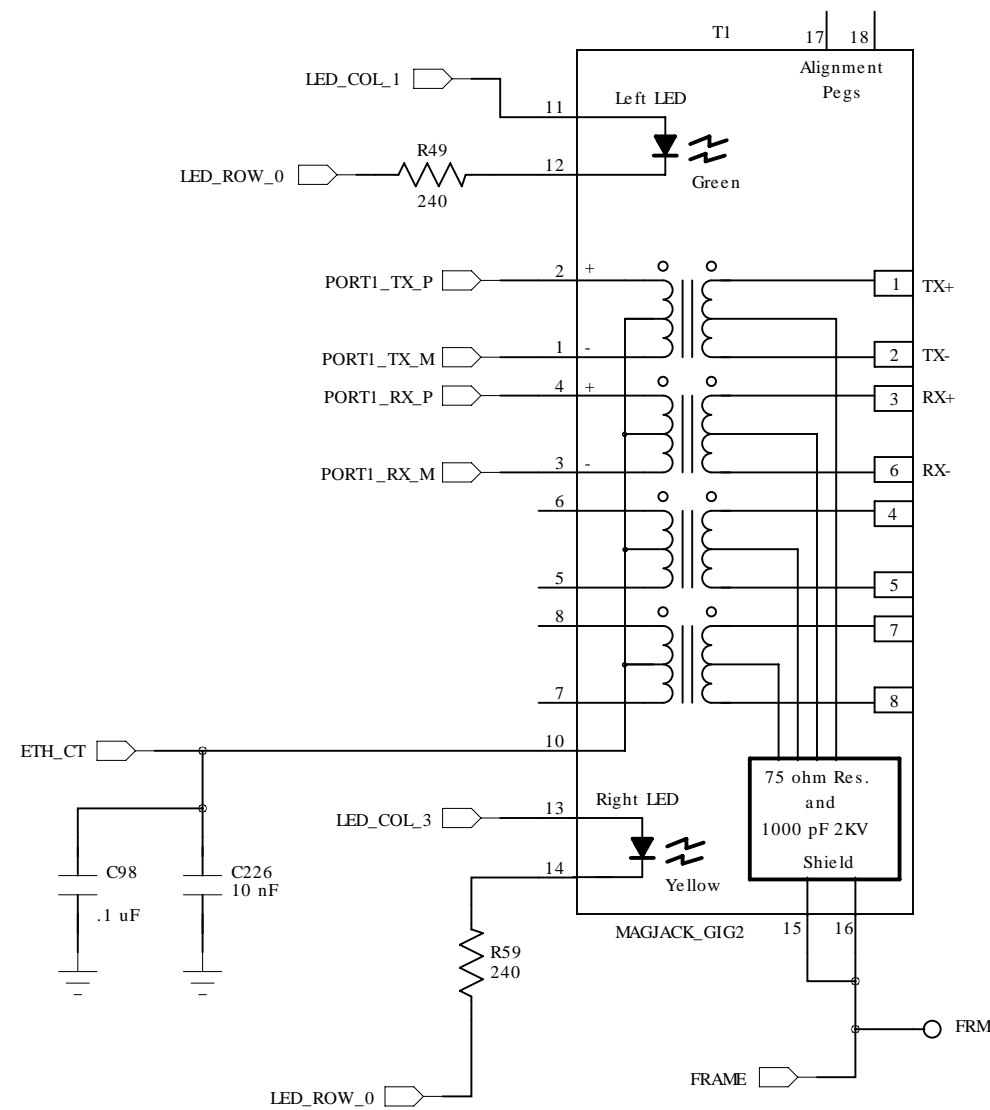 T1
17
18
Alignment
Pegs
LED_COL_1
11
Left LED
R49
LED_ROW_0
12
240
Green
PORT1_TX_P
2
+
1
TX+
PORT1_TX_M
1
-
2
TX-
PORT1_RX_P
4
+
3
RX+
PORT1_RX_M
3
-
6
RX-
6
4
5
5
8
7
7
8
ETH_CT
10
75 ohm Res.
and
1000 pF 2KV
Shield
LED_COL_3
13
Right LED
14
Yellow
C98
.1 uF
C226
10 nF
MAGJACK_GIG2
15
16
R59
240
FRM
FRAME
LED_ROW_0